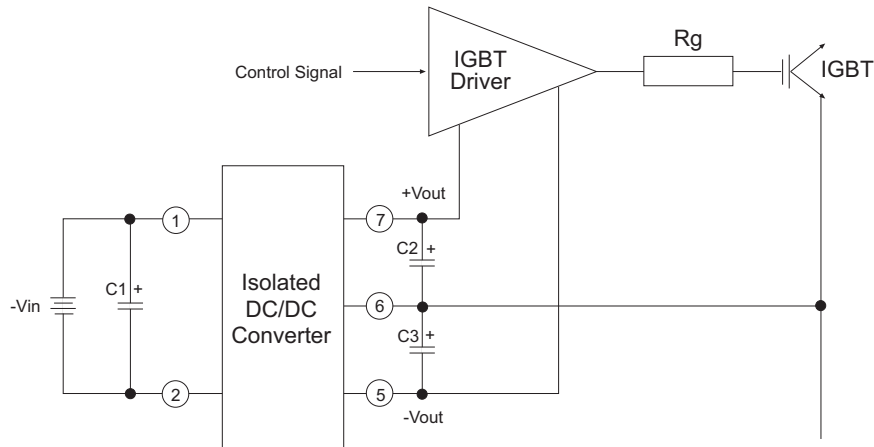 Rg
IGBT
Driver
Control Signal
IGBT
+Vout
1
7
C2 +
C1 +
-Vin
Isolated
DC/DC
Converter
6
C3 +
2
5
-Vout